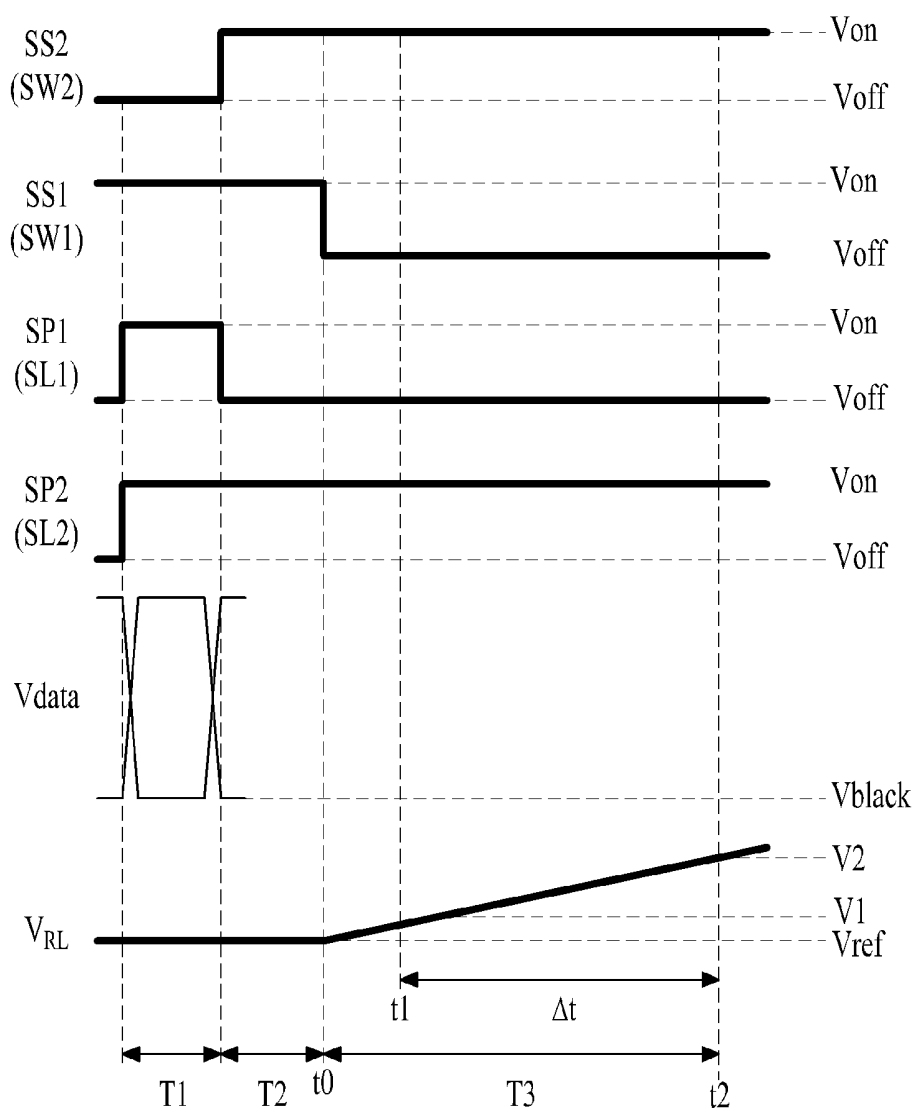 SS2
(SW2)
Von
Voff
SS1
(SW1)
Von
Voff
SP1
(SL1)
Von
Voff
SP2
(SL2)
Von
Voff
Vdata
Vblack
V2
V1
VRL
Vref
t1
Δt
T1
T2
t0
T3
t2